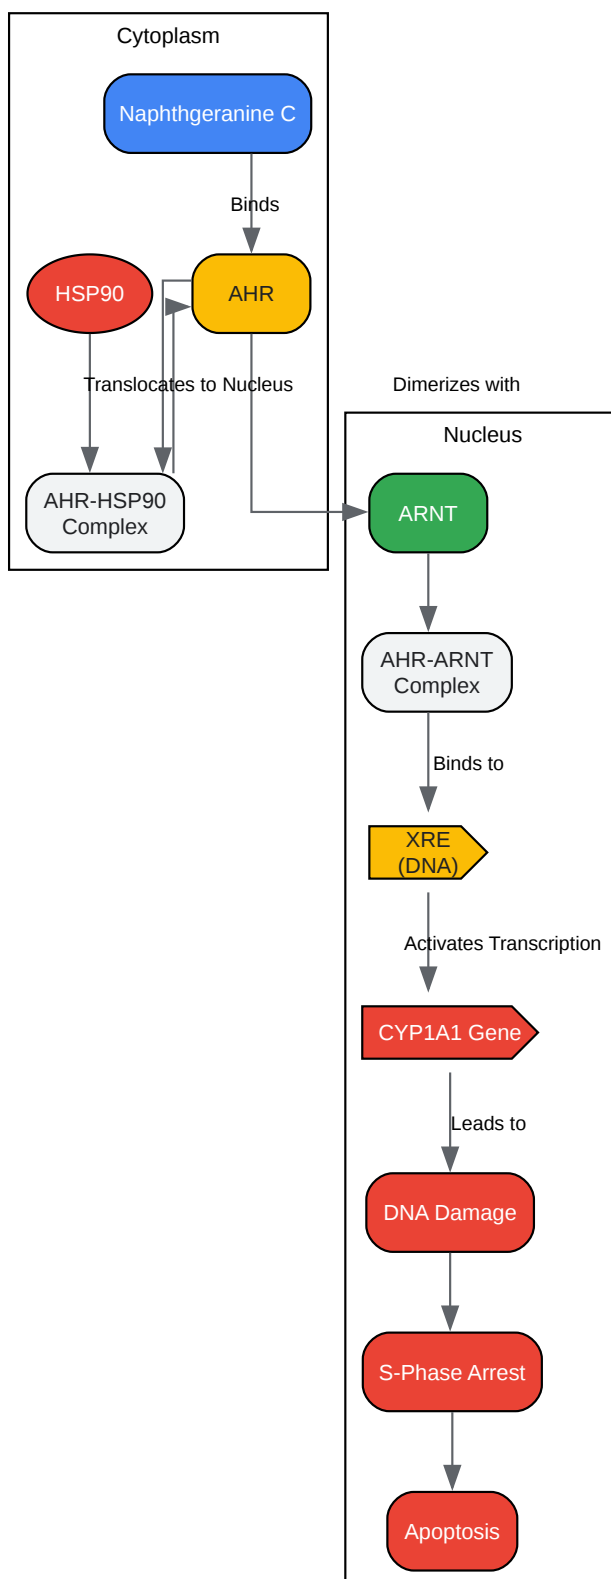 Cytoplasm
Naphthgeranine C
Binds
HSP90
AHR
Translocates to Nucleus
Dimerizes with
AHR-HSP90
Complex
Nucleus
ARNT
AHR-ARNT
Complex
Binds to
XRE
(DNA)
Activates Transcription
CYP1A1 Gene
Leads to
DNA Damage
S-Phase Arrest
Apoptosis